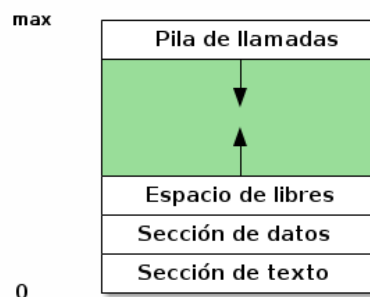 max
Pila de llamadas
Espacio de libres
Sección de datos
Sección de texto
0